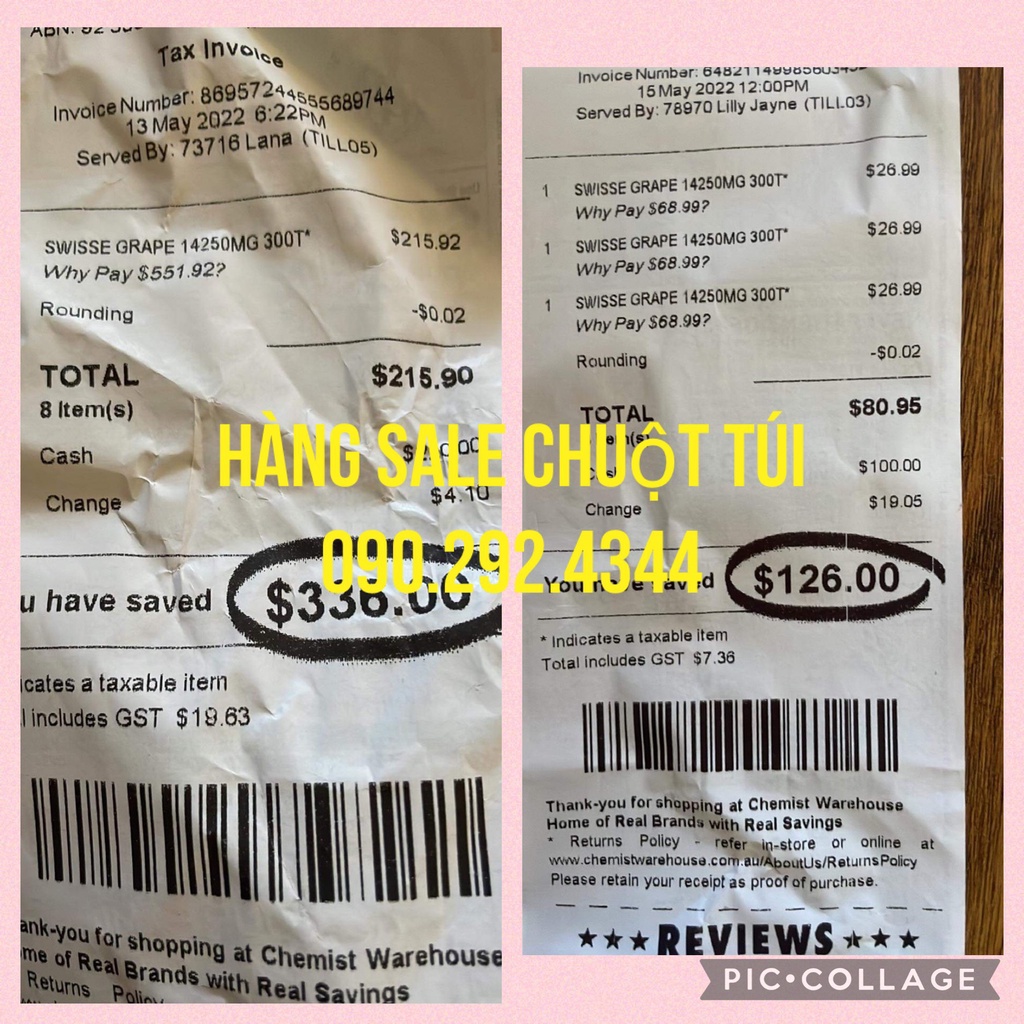 Tax Invoice
Invoice Number: 869572444555689744
13 May 2022 6:22PM
Served By: 73716 Lana (TILL05)
SWISSE GRAPE 14250MG 300T* $215.92
Why Pay $551.92?
Rounding -$0.02
TOTAL $215.90
8 Item(s)
Cash
Change $4.10
have saved $336.00
a taxable item
includes GST $19.63
for shopping at Chemist Warehouse
of Real Brands with Real Savings
Returns
Invoice Number:
15 May 2022 12:00PM
Served By: 78970 Lilly Jayne (TILL03)
1 SWISSE GRAPE 14250MG 300T* $26.99
Why Pay $68.99?
1 SWISSE GRAPE 14250MG 300T* $26.99
Why Pay $68.99?
1 SWISSE GRAPE 14250MG 300T* $26.99
Why Pay $68.99?
Rounding -$0.02
TOTAL $80.95
$100.00
Change $19.05
$126.00
* Indicates a taxable item
Total includes GST $7.36
Thank-you for shopping at Chemist Warehouse
Home of Real Brands with Real Savings
* Returns Policy - refer in-store or online at
www.chemistwarehouse.com.au/AboutUs/ReturnsPolicy
Please retain your receipt as proof of purchase.
★★★ REVIEWS ★★★
HÀNG SALE CHUỘT TÚI
090 292 4344
PIC•COLLAGE